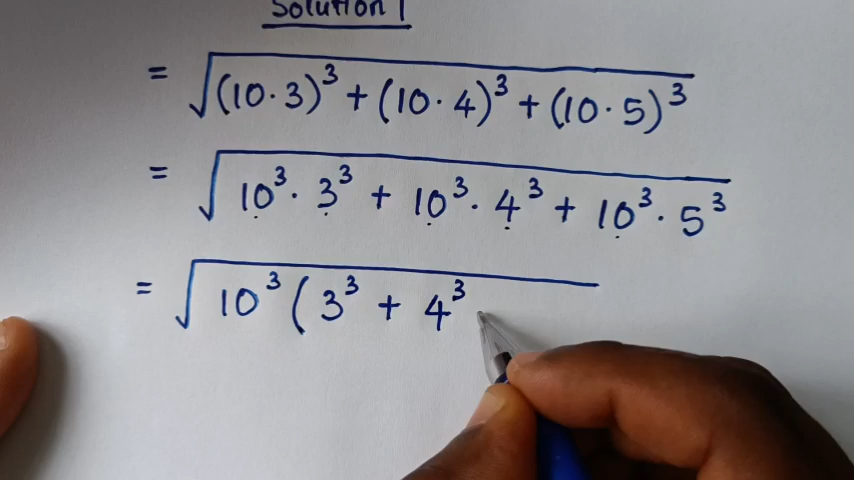 Solution 1
= √(10·3)³ + (10·4)³ + (10·5)³
= √10³·3³ + 10³·4³ + 10³·5³
= √10³(3³ + 4³